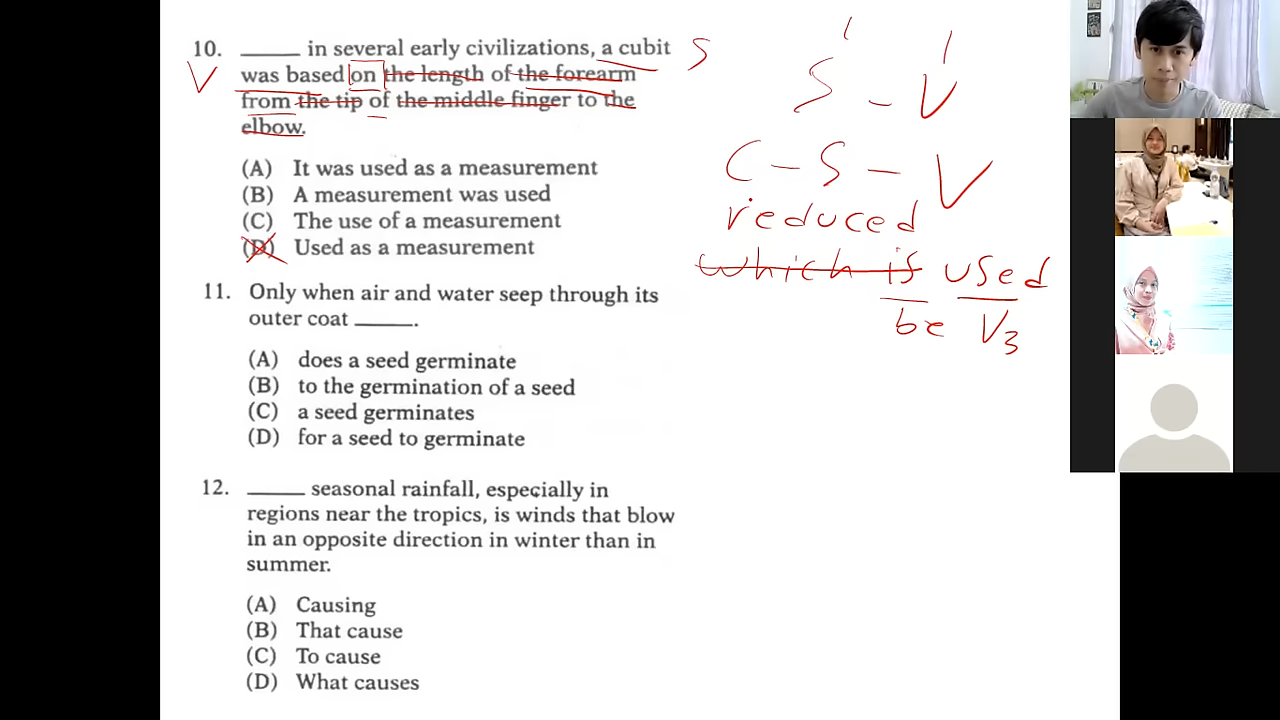 10. _____ in several early civilizations, a cubit
was based on the length of the forearm
from the tip of the middle finger to the
elbow.
(A) It was used as a measurement
(B) A measurement was used
(C) The use of a measurement
(D) Used as a measurement
11. Only when air and water seep through its
outer coat _____.
(A) does a seed germinate
(B) to the germination of a seed
(C) a seed germinates
(D) for a seed to germinate
12. _____ seasonal rainfall, especially in
regions near the tropics, is winds that blow
in an opposite direction in winter than in
summer.
(A) Causing
(B) That cause
(C) To cause
(D) What causes
V
S
S - V
C - S - V
reduced
which is used
be V3